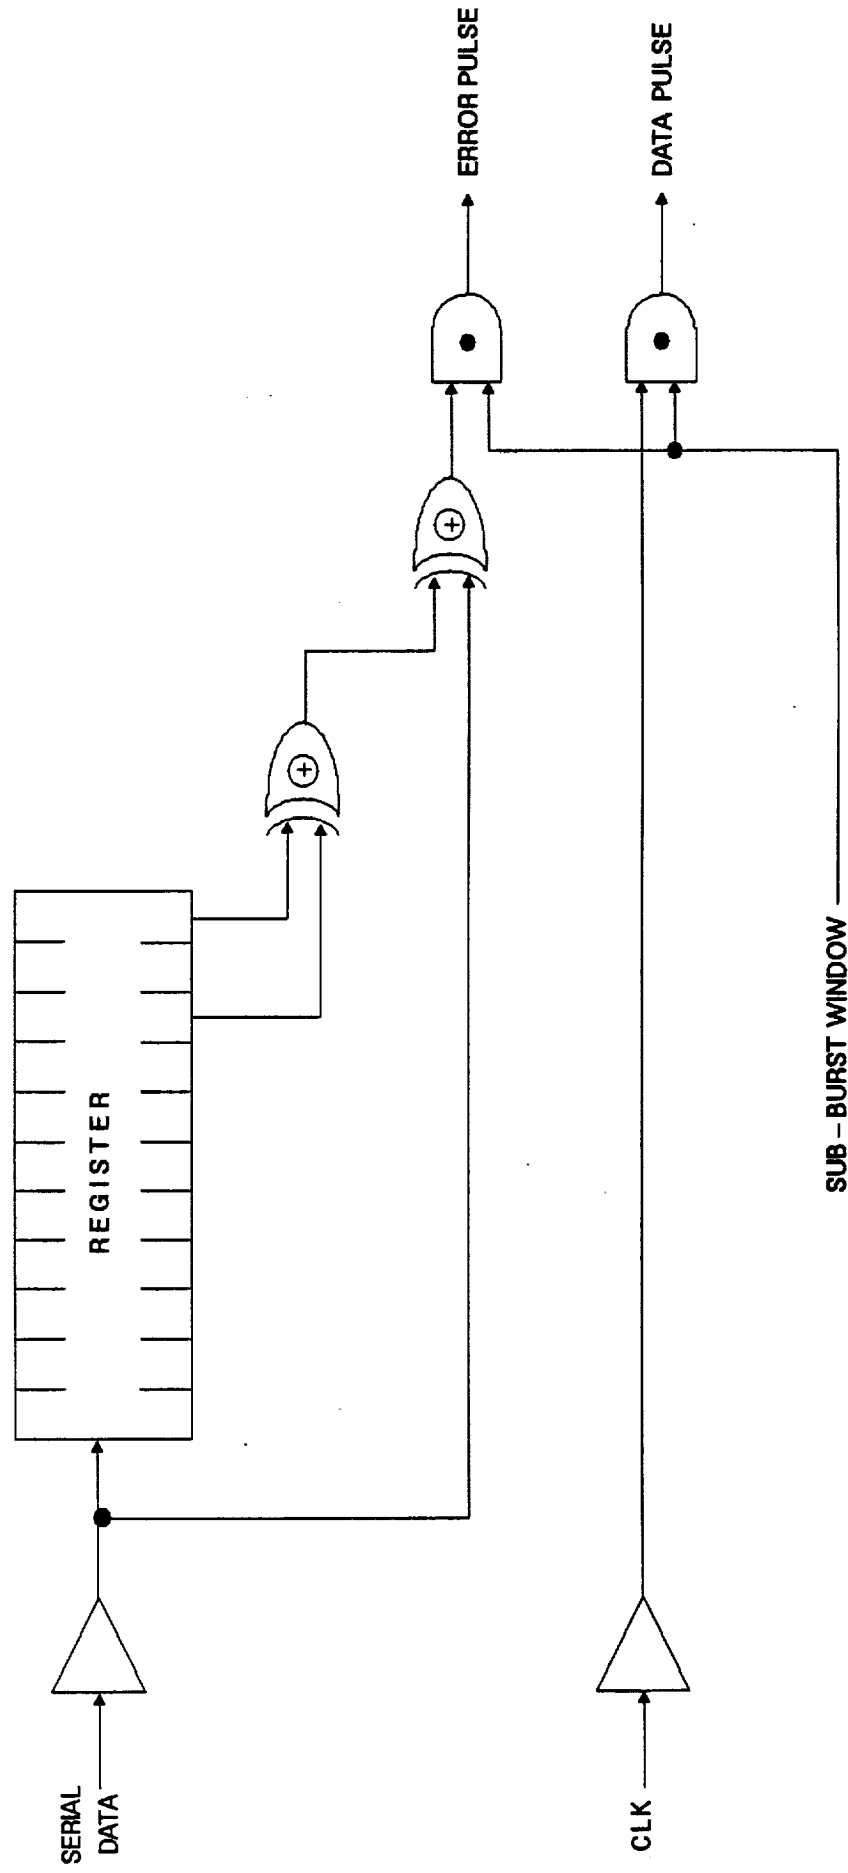 SERIAL
DATA
REGISTER
ERROR PULSE
CLK
DATA PULSE
SUB – BURST WINDOW